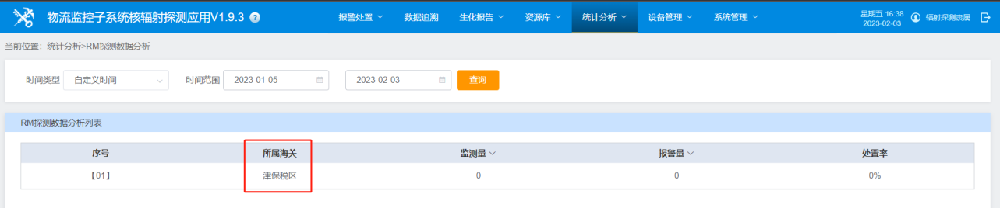 物流监控子系统核辐射探测应用V1.9.3 ? 报警处置 数据追溯 生化报告 资源库 统计分析 设备管理 系统管理 星期五 16:38 辐射探测隶属
2023-02-03
当前位置：统计分析>RM探测数据分析
时间类型 自定义时间 时间范围 2023-01-05 - 2023-02-03 查询
RM探测数据分析列表
序号 所属海关 监测量 报警量 处置率
【01】 津保税区 0 0 0%